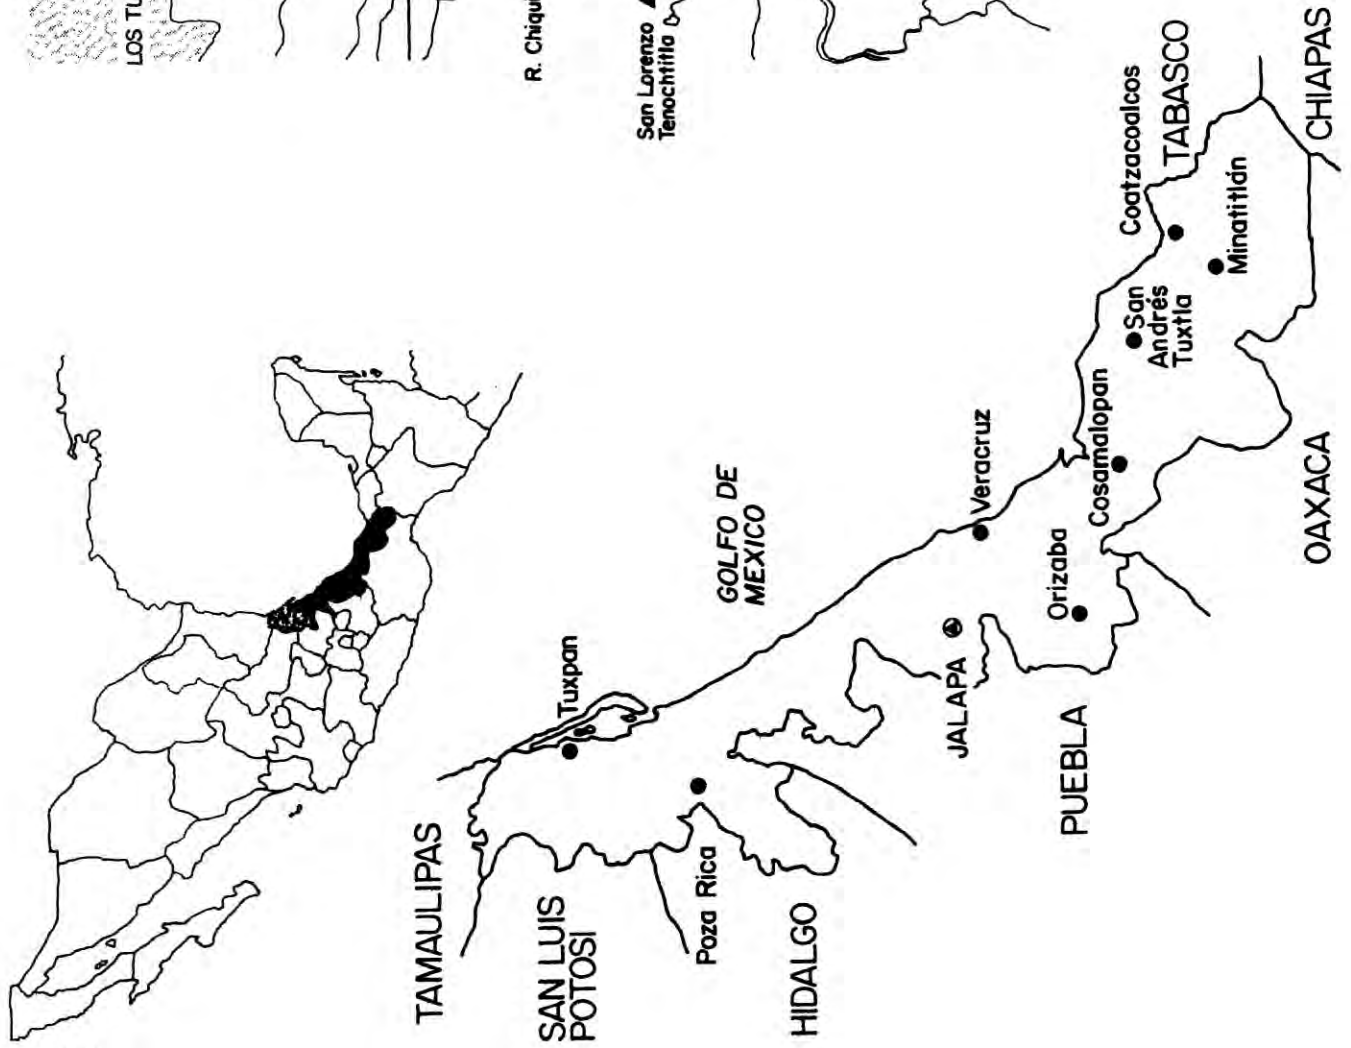 LOS TU
R. Chiqui
San Lorenzo
Tenochtitla
TAMAULIPAS
SAN LUIS
POTOSI
Tuxpan
Poza Rica
HIDALGO
GOLFO DE
MEXICO
JALAPA
PUEBLA
Veracruz
Orizaba
Cosamalopan
San
Andrés
Tuxtla
Coatzacoalcos
Minatitlán
TABASCO
OAXACA
CHIAPAS